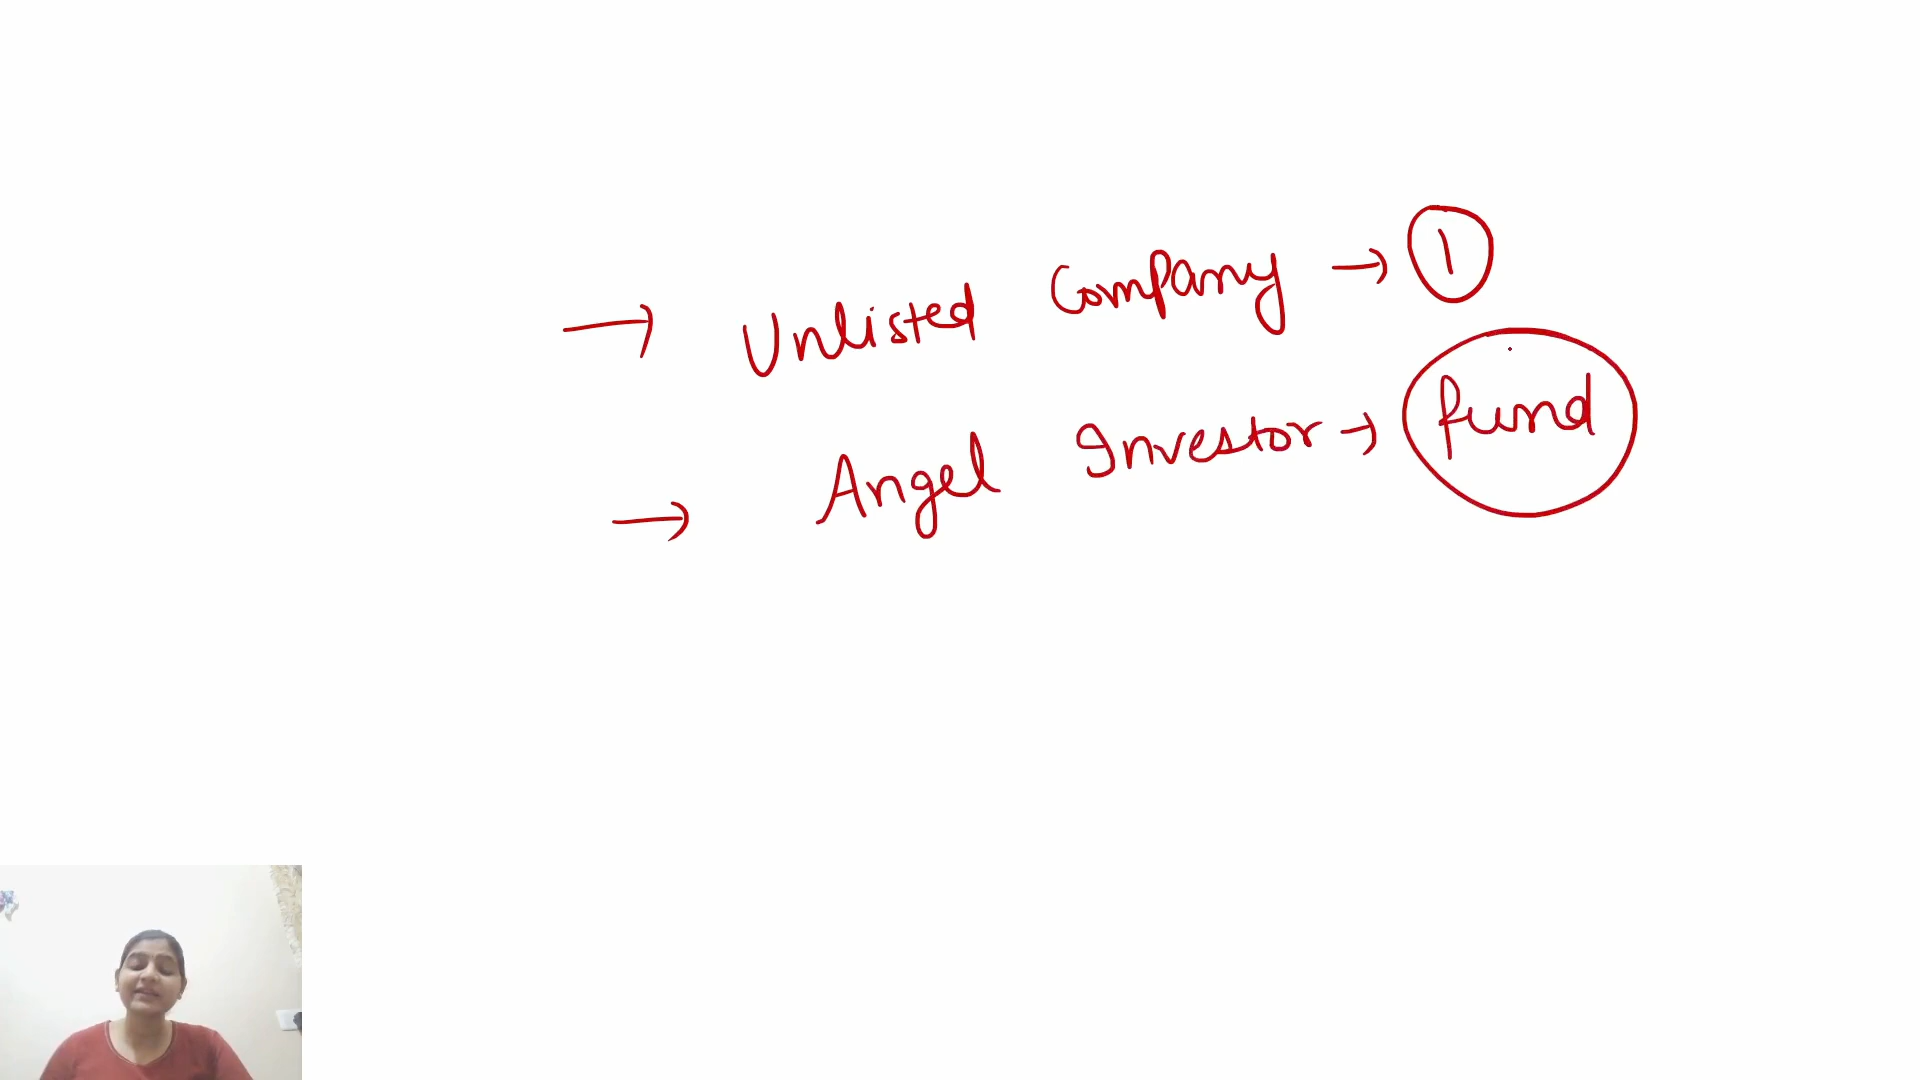 → Unlisted Company → 1
→ Angel Investor → fund